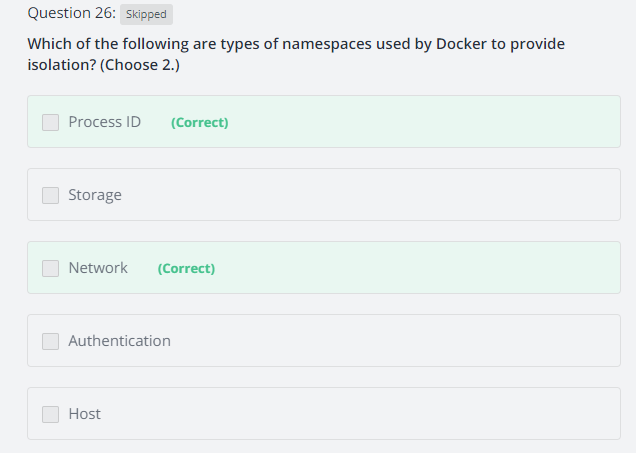 Question 26: Skipped
Which of the following are types of namespaces used by Docker to provide
isolation? (Choose 2.)
Process ID (Correct)
Storage
Network (Correct)
Authentication
Host